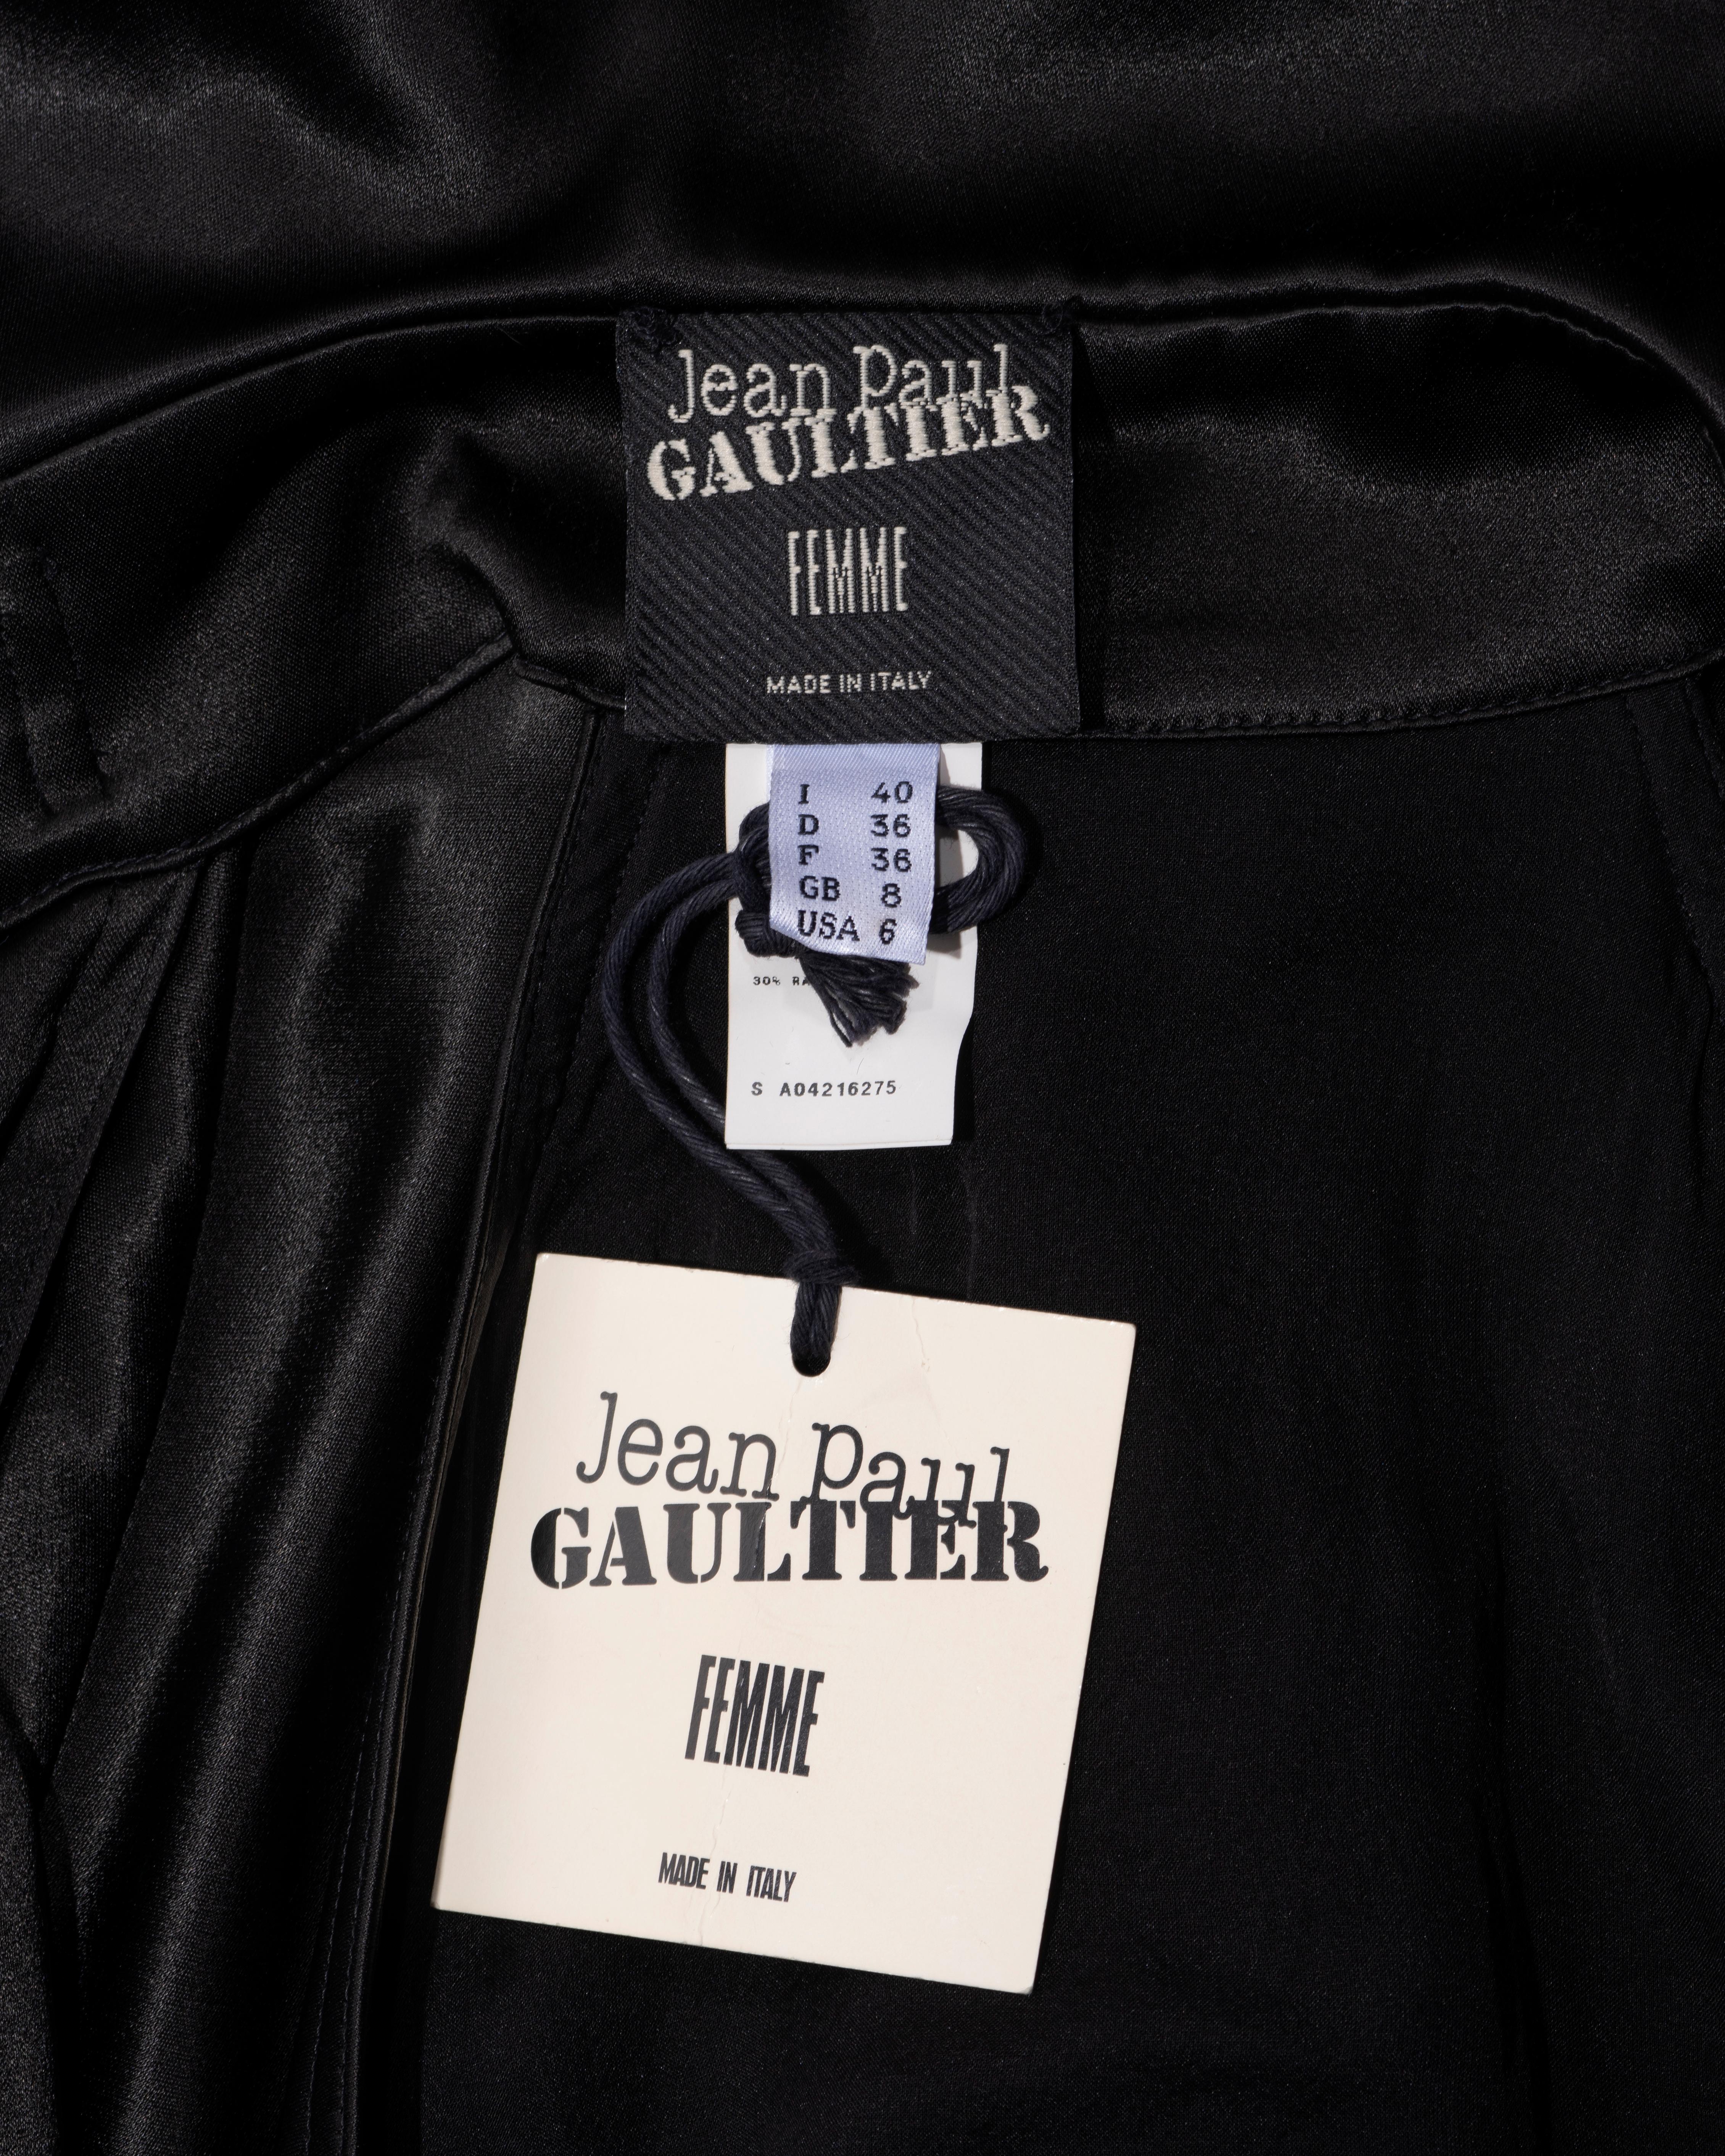 Jean Paul
GAULTIER
FEMME
MADE IN ITALY
I 40
D 36
F 36
GB 8
USA 6
30%
S A04216275
Jean Paul
GAULTIER
FEMME
MADE IN ITALY